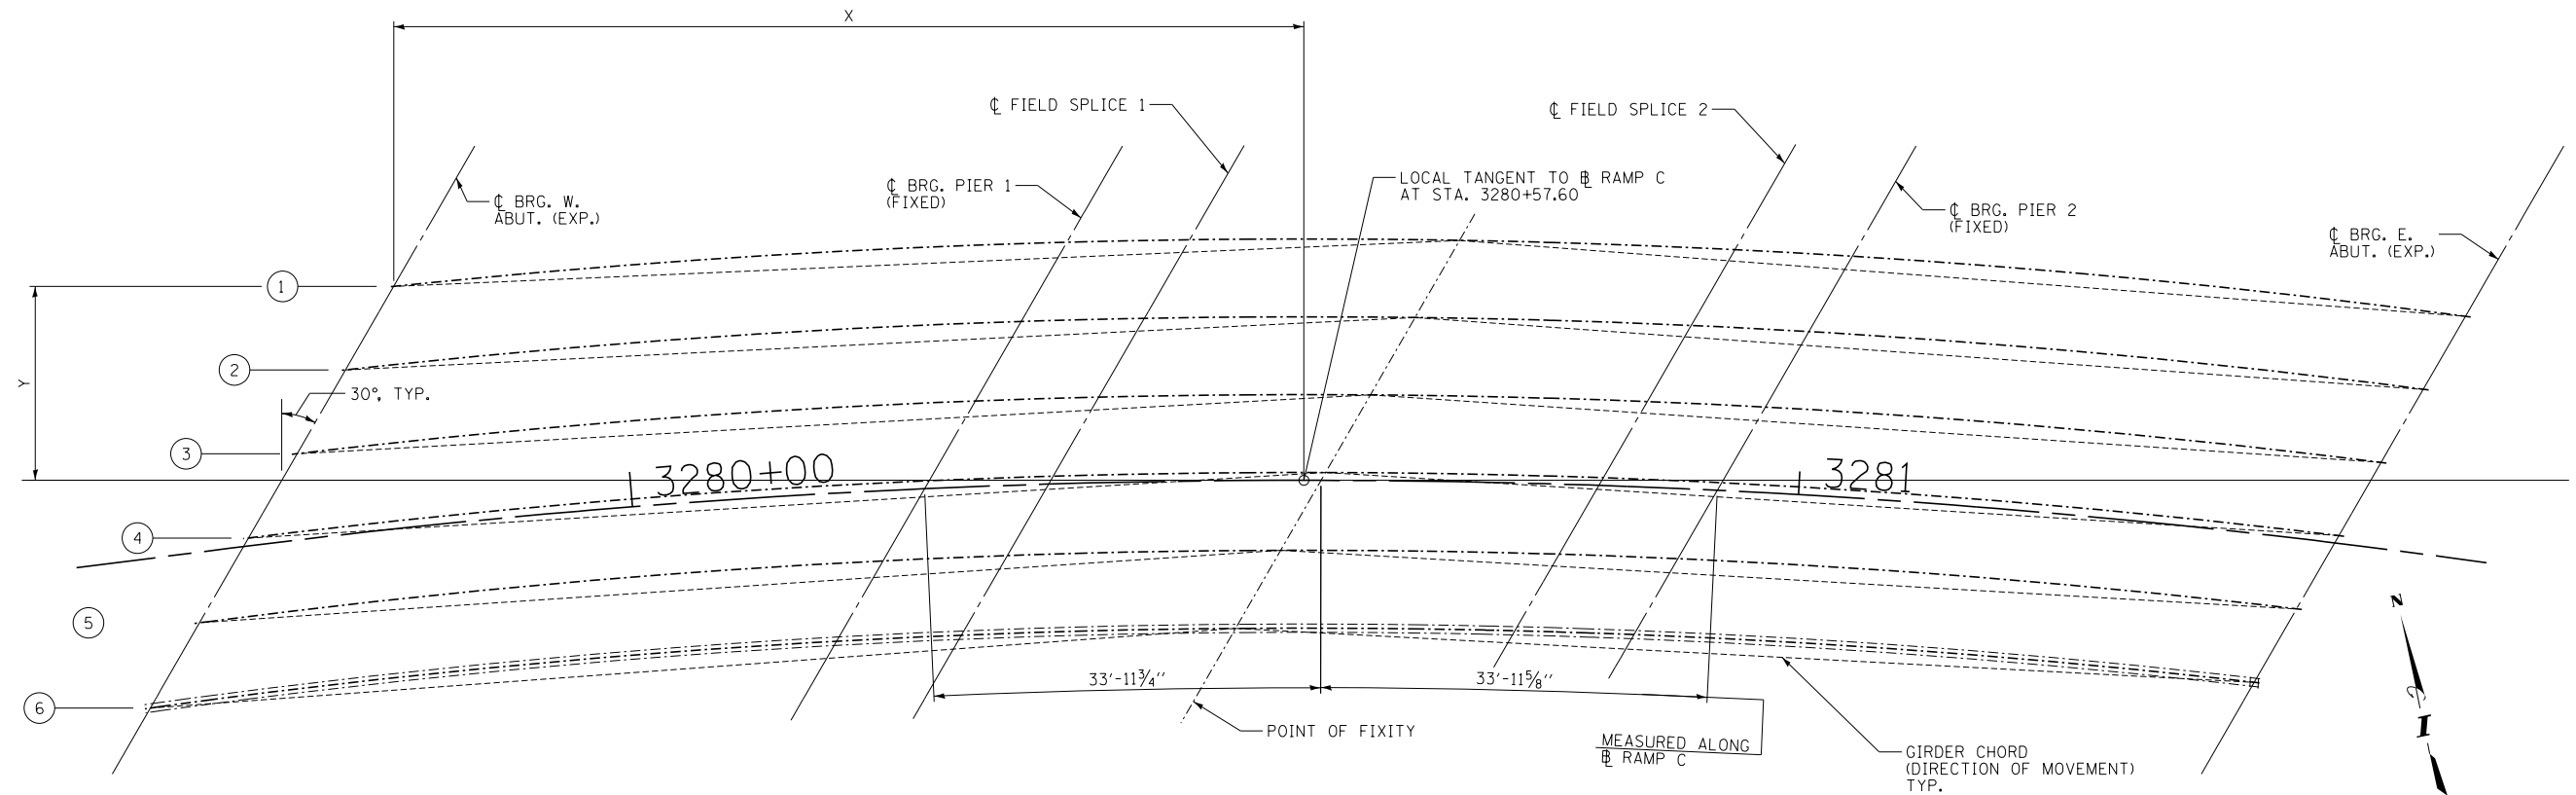 X
℄ FIELD SPLICE 1
℄ FIELD SPLICE 2
℄ BRG. W.
ABUT. (EXP.)
℄ BRG. PIER 1
(FIXED)
LOCAL TANGENT TO ℄ RAMP C
AT STA. 3280+57.60
℄ BRG. PIER 2
(FIXED)
℄ BRG. E.
ABUT. (EXP.)
1
2
Y
30°, TYP.
3
3280+00
3281
4
5
6
33'-11¾''
33'-11⅝''
POINT OF FIXITY
MEASURED ALONG
℄ RAMP C
GIRDER CHORD
(DIRECTION OF MOVEMENT)
TYP.
N